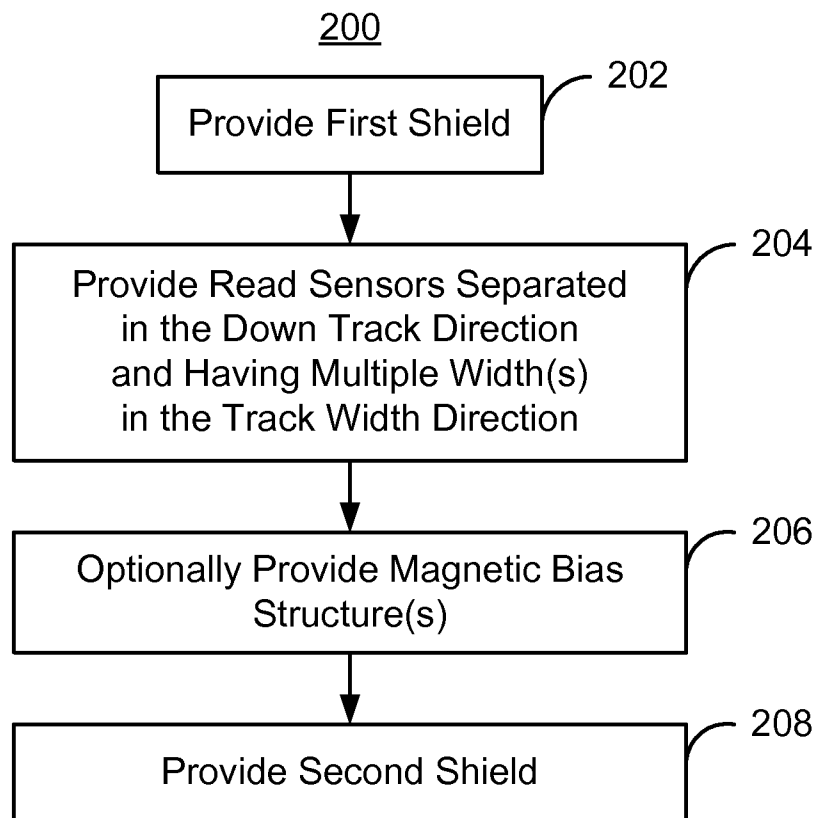 200
202
Provide First Shield
204
Provide Read Sensors Separated
in the Down Track Direction
and Having Multiple Width(s)
in the Track Width Direction
206
Optionally Provide Magnetic Bias
Structure(s)
208
Provide Second Shield